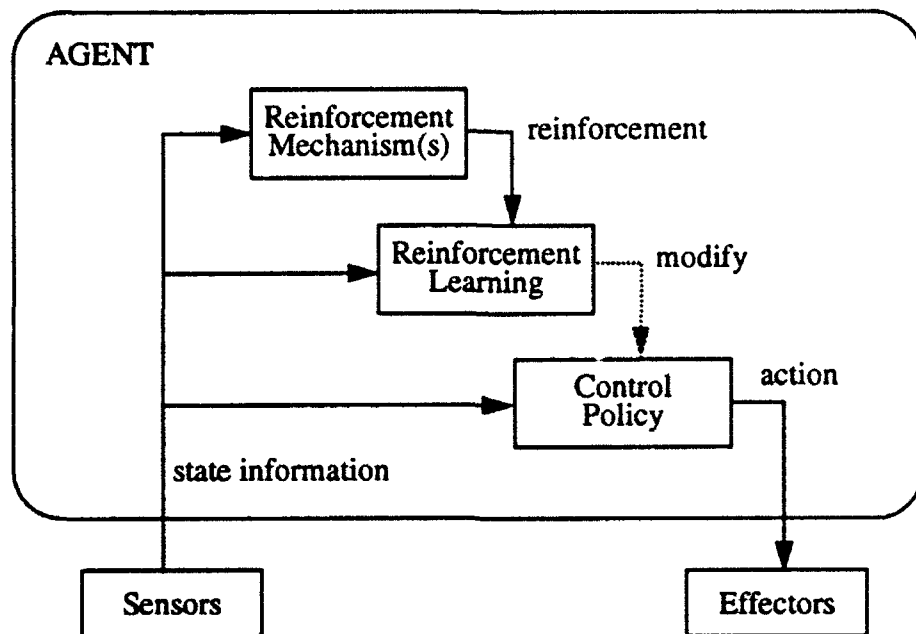 AGENT
Reinforcement
Mechanism(s)
reinforcement
Reinforcement
Learning
modify
Control
Policy
action
state information
Sensors
Effectors